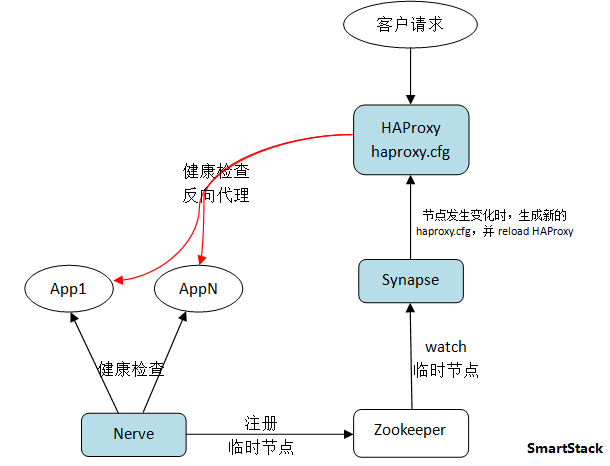 客户请求
HAProxy
haproxy.cfg
健康检查
反向代理
节点发生变化时，生成新的
haproxy.cfg，并 reload HAProxy
App1
AppN
Synapse
watch
临时节点
健康检查
Nerve
注册
临时节点
Zookeeper
SmartStack